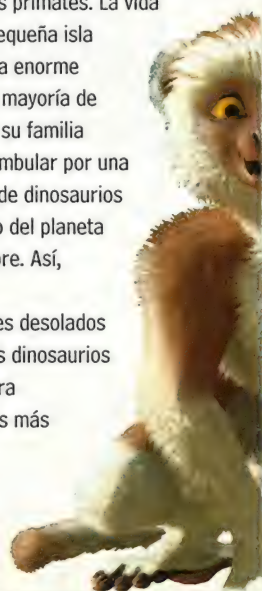 s primates. La vida
equeña isla
a enorme
mayoría de
su familia
mbular por una
de dinosaurios
o del planeta
re. Así,
es desolados
s dinosaurios
ra
s más